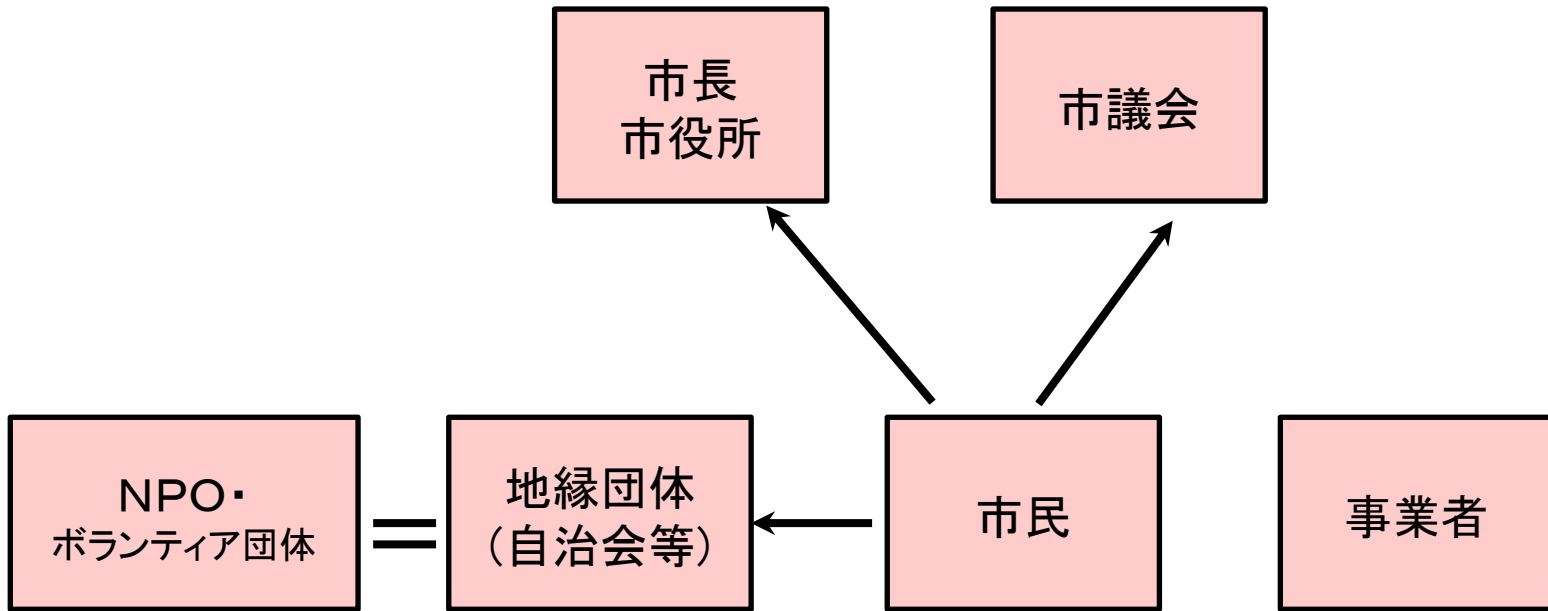 市長
市役所
市議会
NPO・
ボランティア団体
地縁団体
（自治会等）
市民
事業者